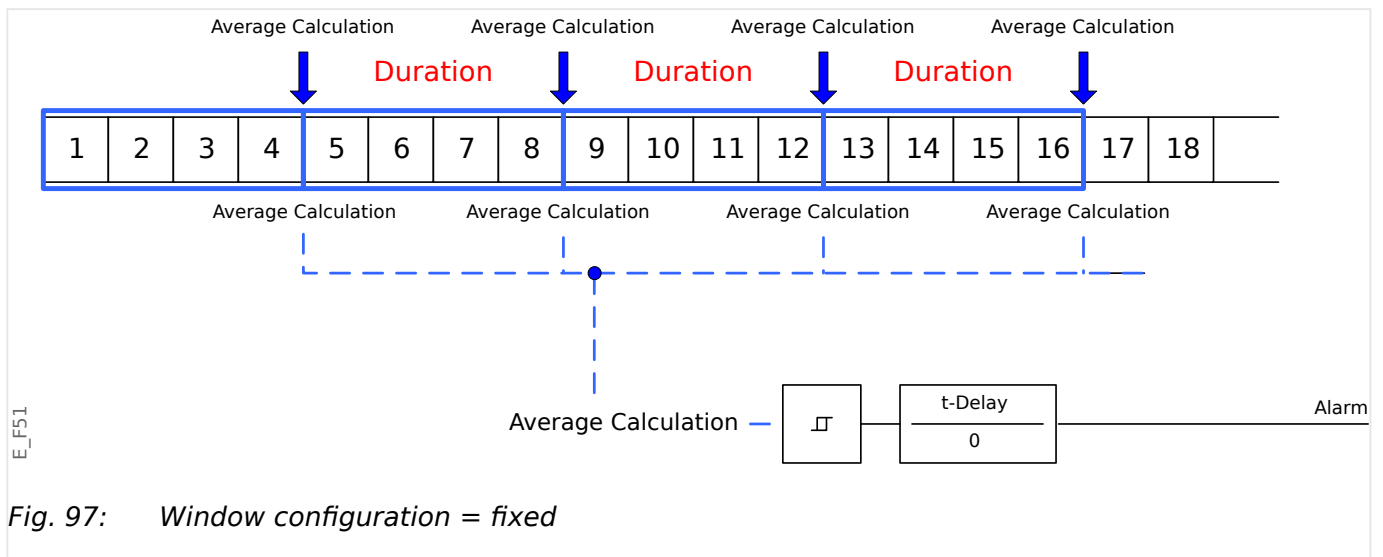 Average Calculation Average Calculation Average Calculation Average Calculation
Duration Duration Duration
1 2 3 4 5 6 7 8 9 10 11 12 13 14 15 16 17 18
Average Calculation Average Calculation Average Calculation Average Calculation
t-Delay
Average Calculation
0
Alarm
E_F51
Fig. 97: Window configuration = fixed